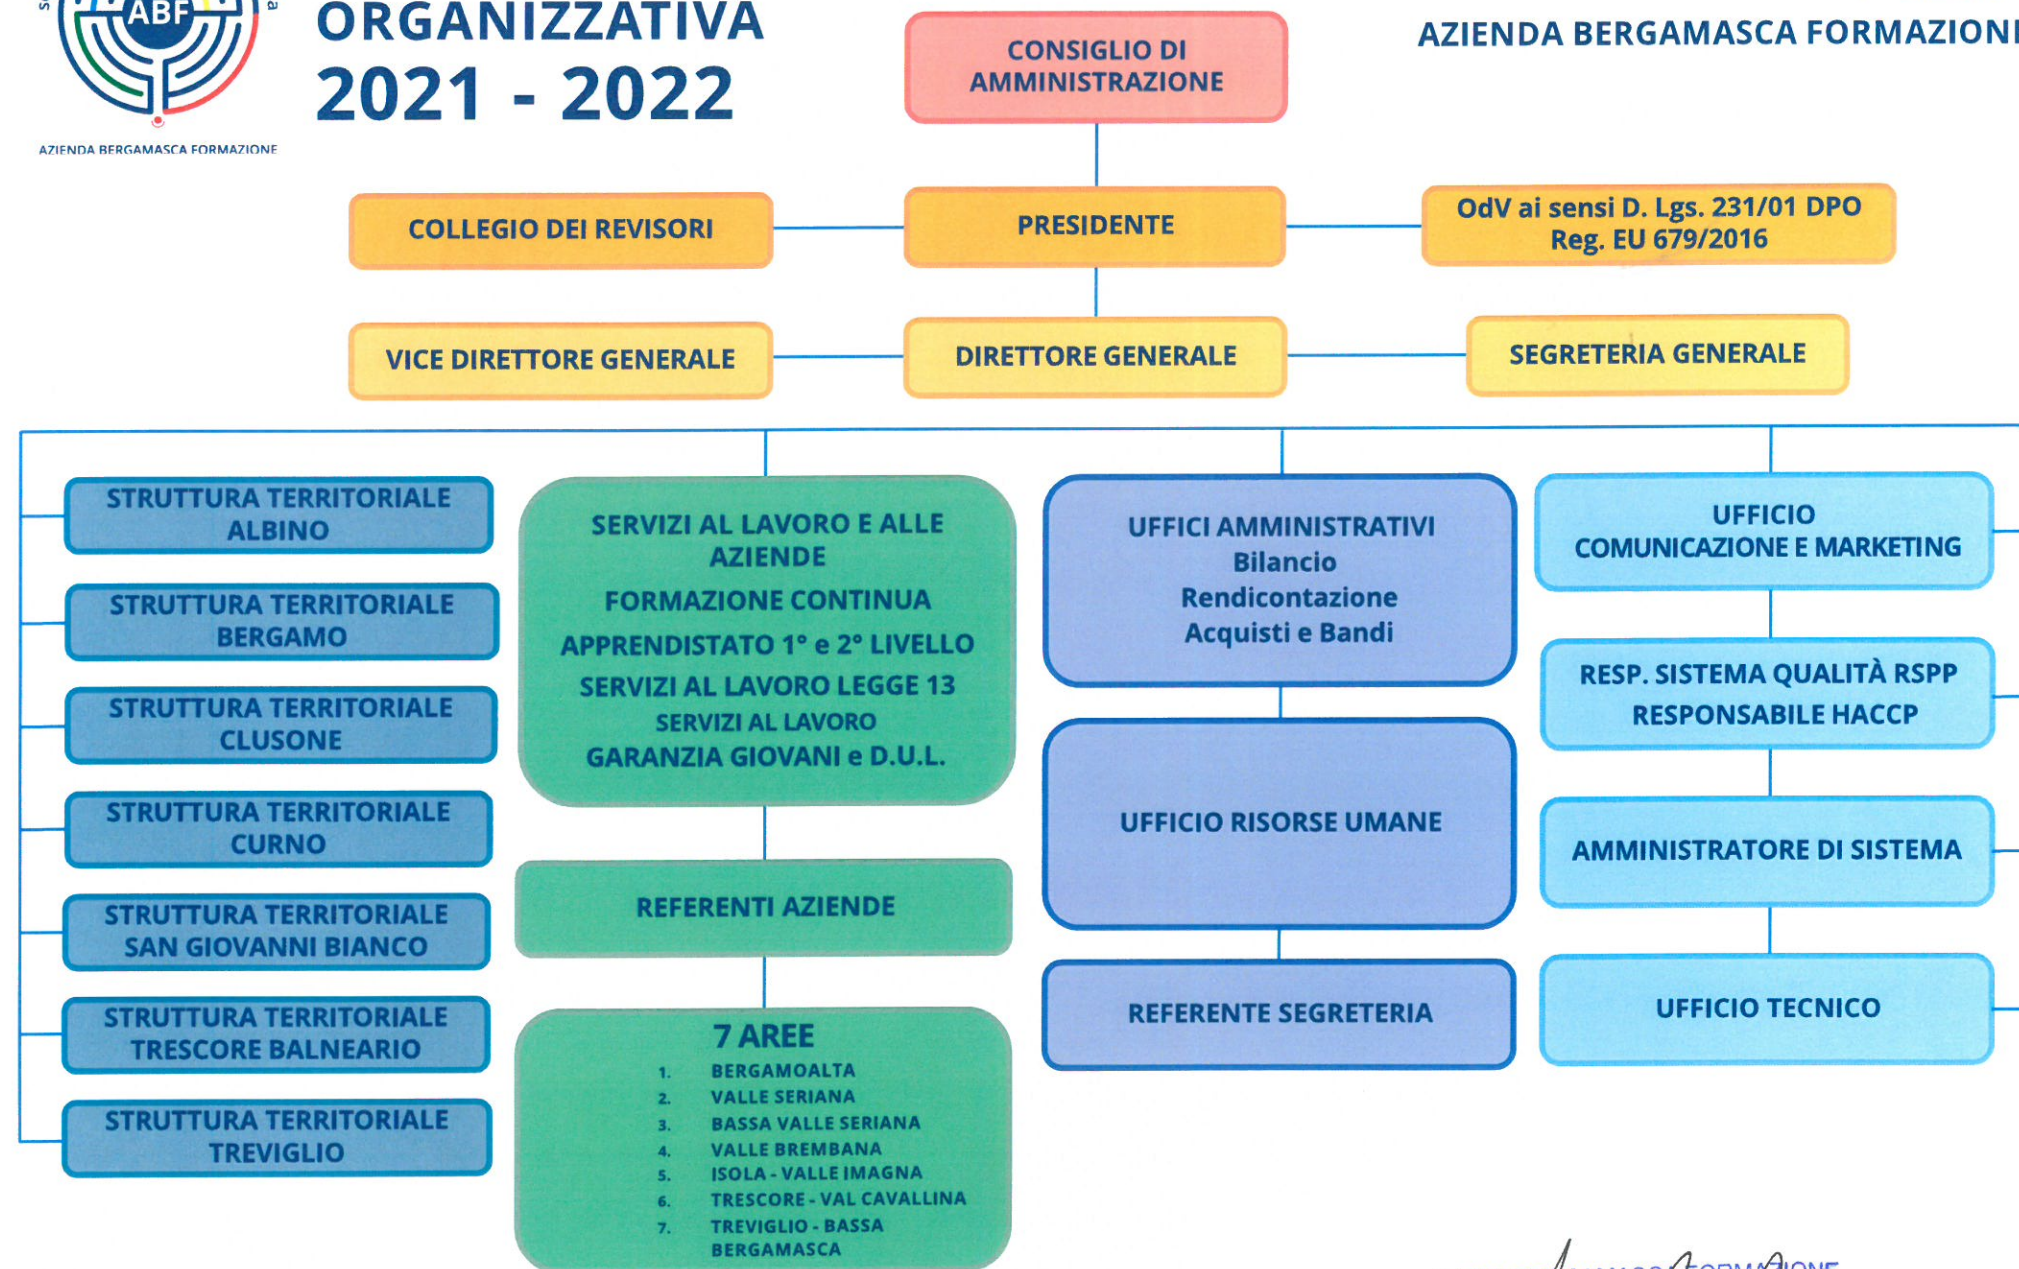 ABF
AZIENDA BERGAMASCA FORMAZIONE
ORGANIZZATIVA
2021 - 2022
CONSIGLIO DI
AMMINISTRAZIONE
AZIENDA BERGAMASCA FORMAZION
COLLEGIO DEI REVISORI
PRESIDENTE
OdV ai sensi D. Lgs. 231/01 DPO
Reg. EU 679/2016
VICE DIRETTORE GENERALE
DIRETTORE GENERALE
SEGRETERIA GENERALE
STRUTTURA TERRITORIALE
ALBINO
STRUTTURA TERRITORIALE
BERGAMO
STRUTTURA TERRITORIALE
CLUSONE
STRUTTURA TERRITORIALE
CURNO
STRUTTURA TERRITORIALE
SAN GIOVANNI BIANCO
STRUTTURA TERRITORIALE
TRESCORE BALNEARIO
STRUTTURA TERRITORIALE
TREVIGLIO
SERVIZI AL LAVORO E ALLE
AZIENDE
FORMAZIONE CONTINUA
APPRENDISTATO 1° e 2° LIVELLO
SERVIZI AL LAVORO LEGGE 13
SERVIZI AL LAVORO
GARANZIA GIOVANI e D.U.L.
REFERENTI AZIENDE
7 AREE
1. BERGAMOALTA
2. VALLE SERIANA
3. BASSA VALLE SERIANA
4. VALLE BREMBANA
5. ISOLA - VALLE IMAGNA
6. TRESCORE - VAL CAVALLINA
7. TREVIGLIO - BASSA
BERGAMASCA
UFFICI AMMINISTRATIVI
Bilancio
Rendicontazione
Acquisti e Bandi
UFFICIO RISORSE UMANE
REFERENTE SEGRETERIA
UFFICIO
COMUNICAZIONE E MARKETING
RESP. SISTEMA QUALITÀ RSPP
RESPONSABILE HACCP
AMMINISTRATORE DI SISTEMA
UFFICIO TECNICO
FORMAZIONE